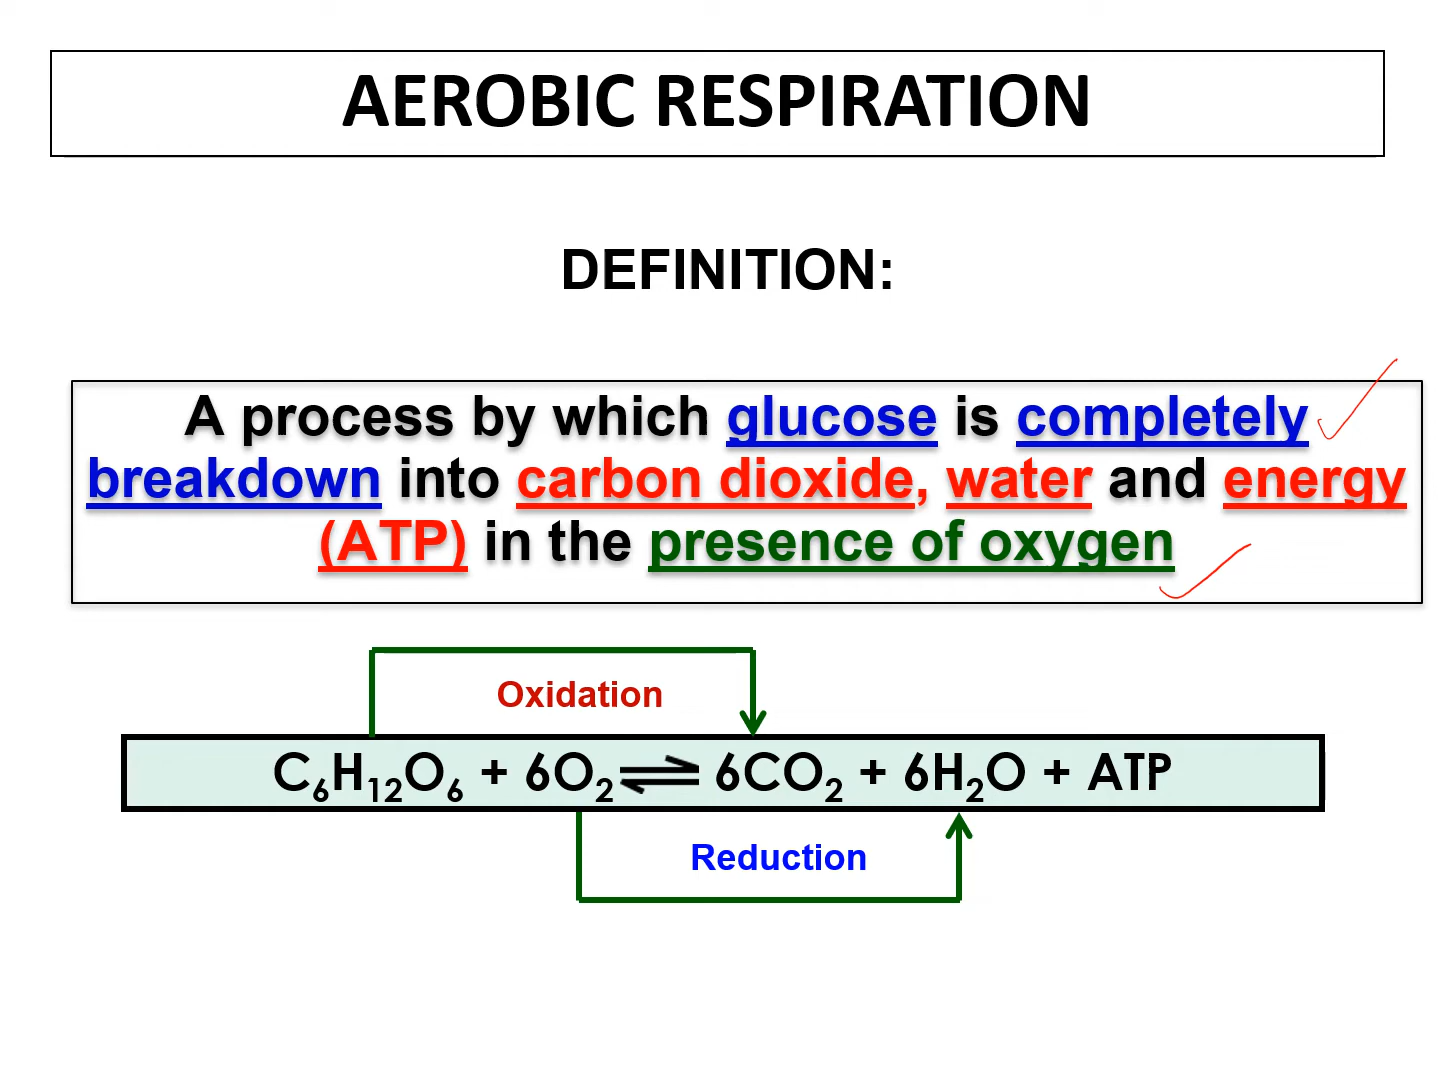 AEROBIC RESPIRATION
DEFINITION:
A process by which glucose is completely
breakdown into carbon dioxide, water and energy
(ATP) in the presence of oxygen
Oxidation
C₆H₁₂O₆ + 6O₂ ⇌ 6CO₂ + 6H₂O + ATP
Reduction